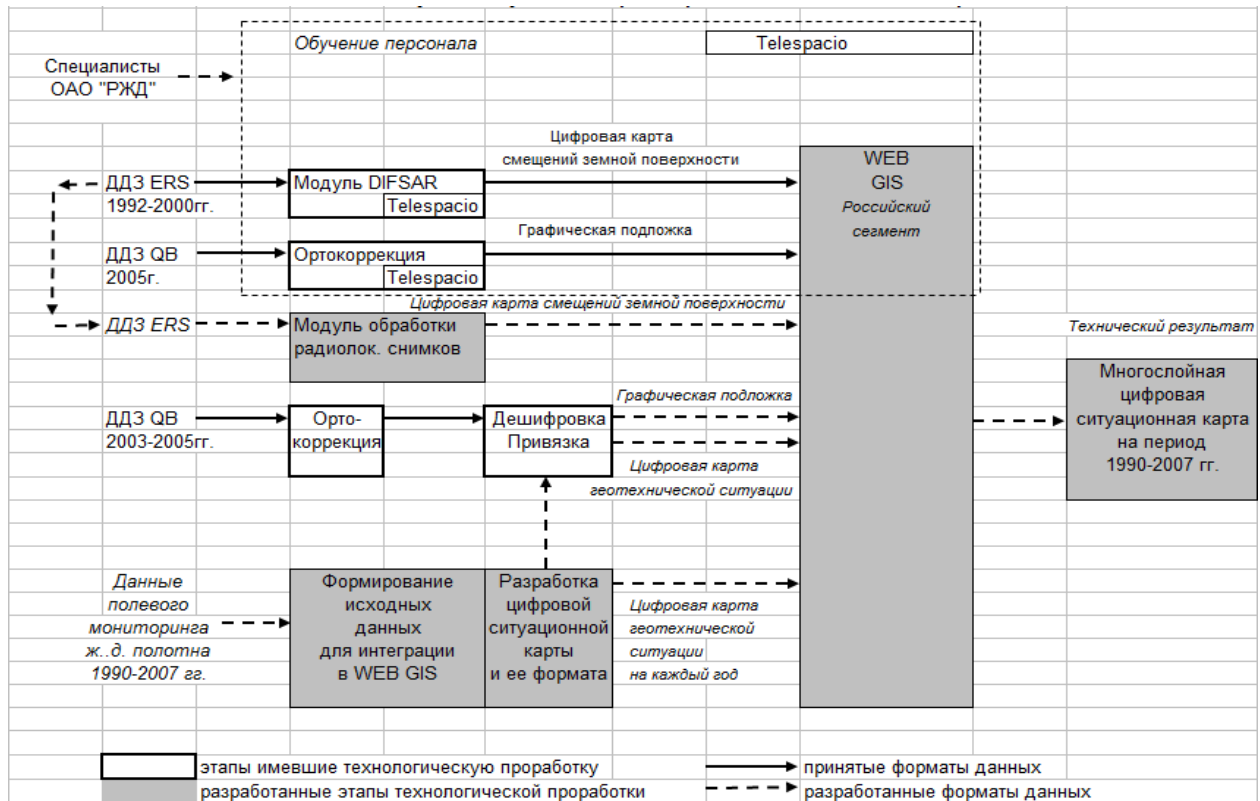 Обучение персонала
Telespacio
Специалисты
ОАО "РЖД"
Цифровая карта
смещений земной поверхности
ДДЗ ERS
1992-2000гг.
Модуль DIFSAR
Telespacio
WEB
GIS
Российский
сегмент
Графическая подложка
ДДЗ QB
2005г.
Ортокоррекция
Telespacio
Цифровая карта смещений земной поверхности
ДДЗ ERS
Модуль обработки
радиолок. снимков
Технический результат
Многослойная
цифровая
ситуационная карта
на период
1990-2007 гг.
Графическая подложка
ДДЗ QB
2003-2005гг.
Орто-
коррекция
Дешифровка
Привязка
Цифровая карта
геотехнической ситуации
Данные
полевого
мониторинга
ж..д. полотна
1990-2007 гг.
Формирование
исходных
данных
для интеграции
в WEB GIS
Разработка
цифровой
ситуационной
карты
и ее формата
Цифровая карта
геотехнической
ситуации
на каждый год
этапы имевшие технологическую проработку
принятые форматы данных
разработанные этапы технологической проработки
разработанные форматы данных